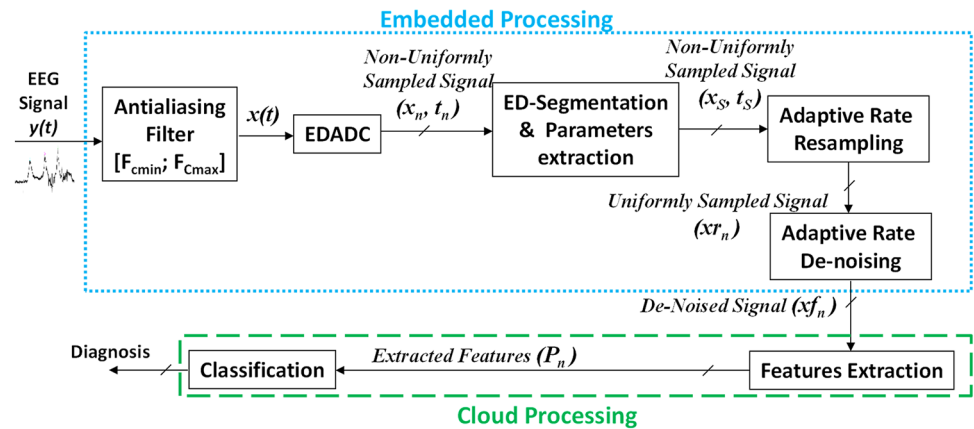 Embedded Processing
EEG
Signal
y(t)
Antialiasing
Filter
[Fcmin; FCmax]
x(t)
EDADC
Non-Uniformly
Sampled Signal
(xn, tn)
ED-Segmentation
& Parameters
extraction
Non-Uniformly
Sampled Signal
(xS, tS)
Adaptive Rate
Resampling
Uniformly Sampled Signal
(xrn)
Adaptive Rate
De-noising
De-Noised Signal (xfn)
Diagnosis
Classification
Extracted Features (Pn)
Features Extraction
Cloud Processing